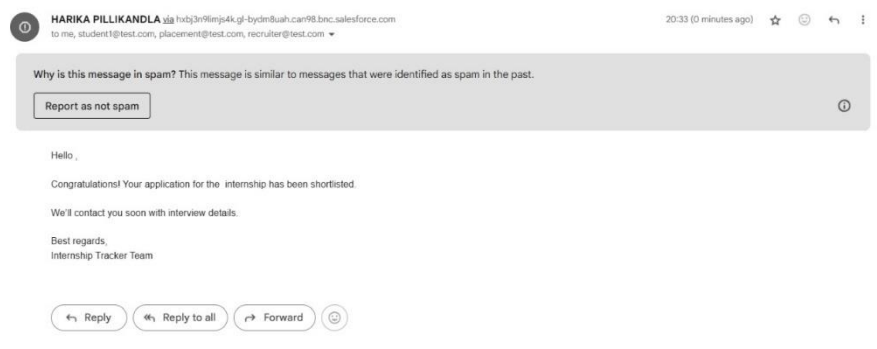 HARIKA PILLIKANDLA via hxbj3n9limjs4k.gl-bydm8uah.can98.bnc.salesforce.com 20:33 (0 minutes ago)
to me, student1@test.com, placement@test.com, recruiter@test.com
Why is this message in spam? This message is similar to messages that were identified as spam in the past.
Report as not spam
Hello ,
Congratulations! Your application for the internship has been shortlisted.
We'll contact you soon with interview details.
Best regards,
Internship Tracker Team
Reply Reply to all Forward